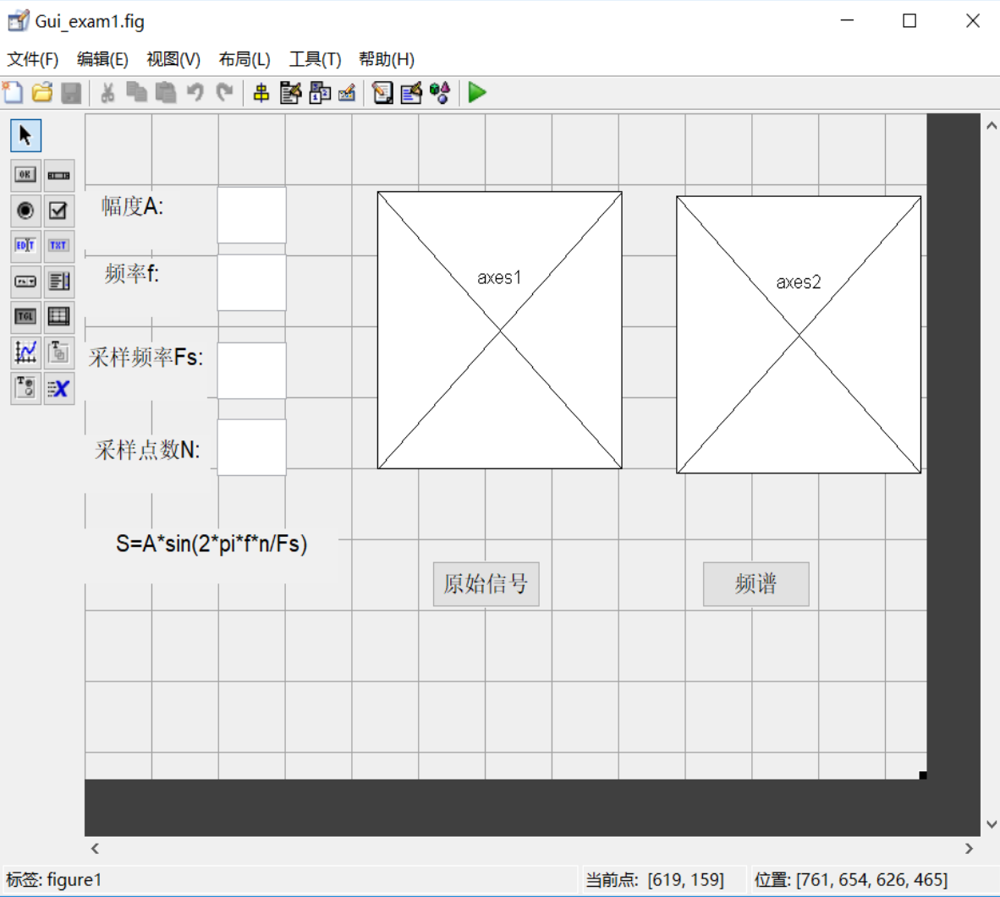 Gui_exam1.fig
文件(F) 编辑(E) 视图(V) 布局(L) 工具(T) 帮助(H)
OK
EDIT TXT
TGL
幅度A:
频率f:
采样频率Fs:
采样点数N:
S=A*sin(2*pi*f*n/Fs)
axes1
axes2
原始信号
频谱
标签: figure1
当前点: [619, 159]
位置: [761, 654, 626, 465]